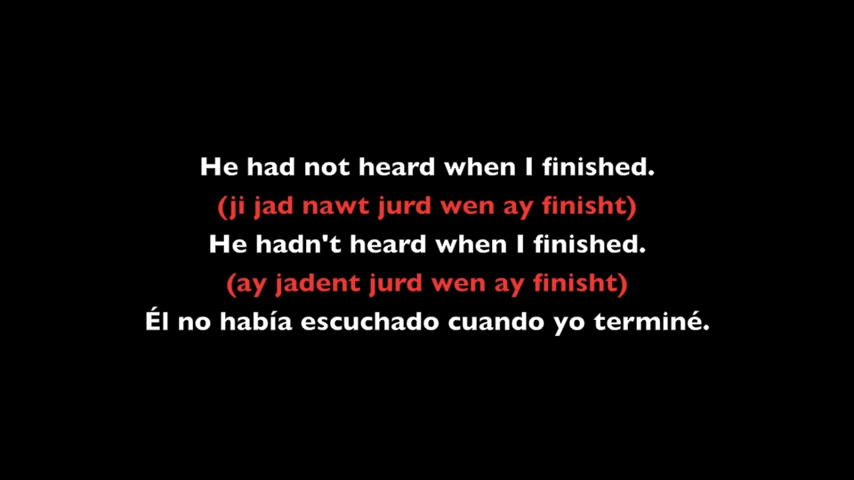 He had not heard when I finished.
(ji jad nawt jurd wen ay finisht)
He hadn't heard when I finished.
(ay jadent jurd wen ay finisht)
Él no había escuchado cuando yo terminé.